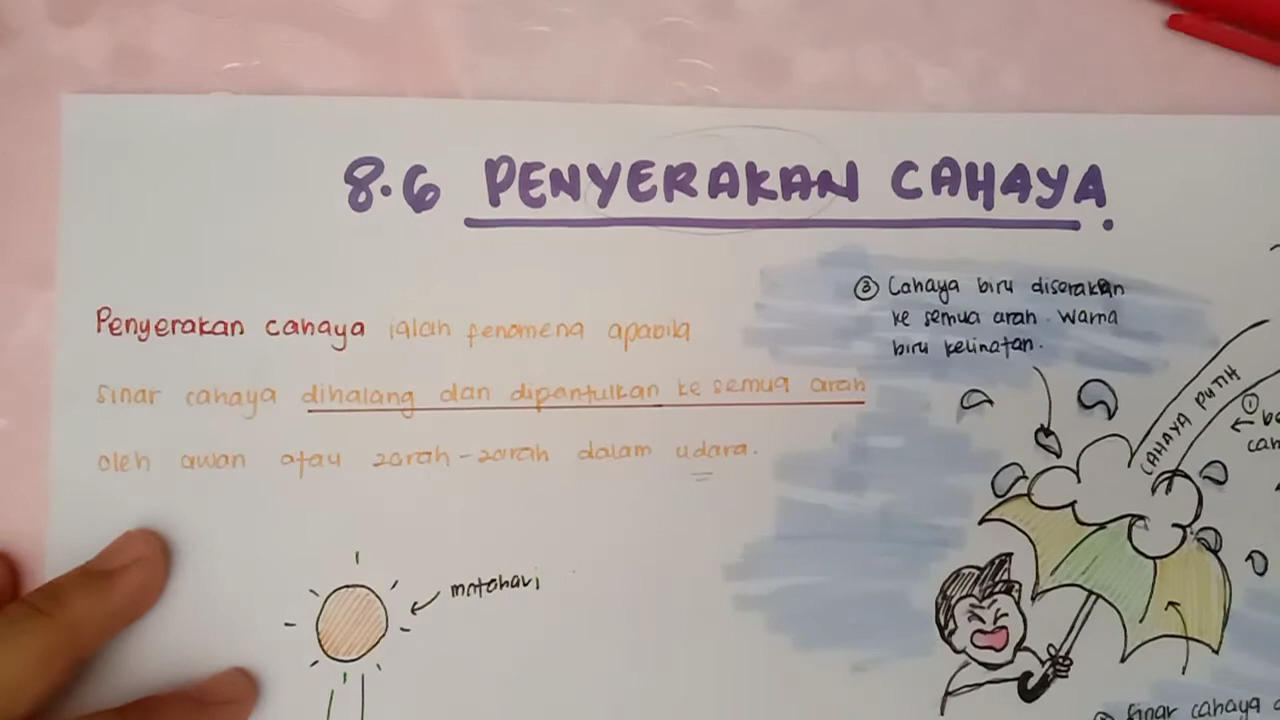 8.6 PENYERAKAN CAHAYA.
Penyerakan cahaya ialah fenomena apabila
sinar cahaya dihalang dan dipantulkan ke semua arah
oleh awan atau zarah-zarah dalam udara.
matahari
③ Cahaya biru diserakan
ke semua arah. Warna
biru kelihatan.
CAHAYA PUTIH
①
sinar cahaya